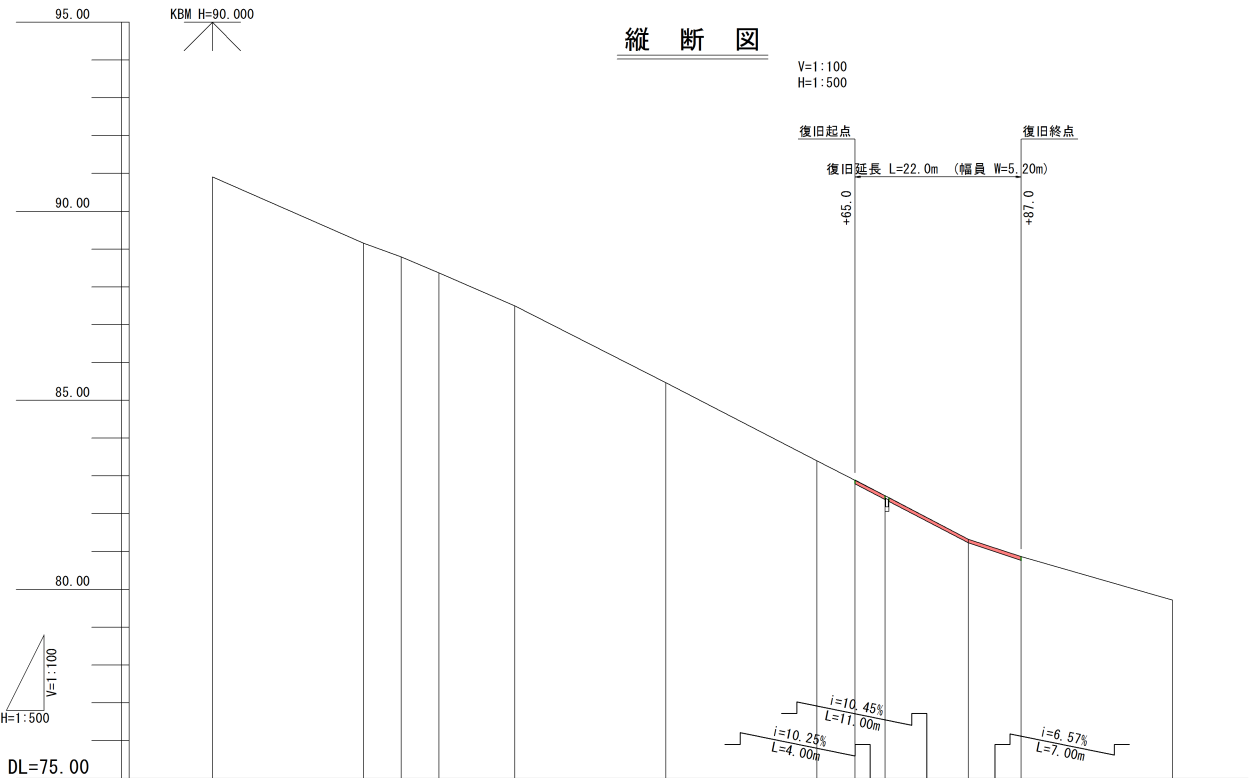 95.00
KBM H=90.000
縦 断 図
V=1:100
H=1:500
復旧起点
復旧終点
復旧延長 L=22.0m （幅員 W=5.20m）
+65.0
+87.0
90.00
85.00
80.00
V=1:100
H=1:500
i=10.45%
L=11.00m
i=10.25%
L=4.00m
i=6.57%
L=7.00m
DL=75.00